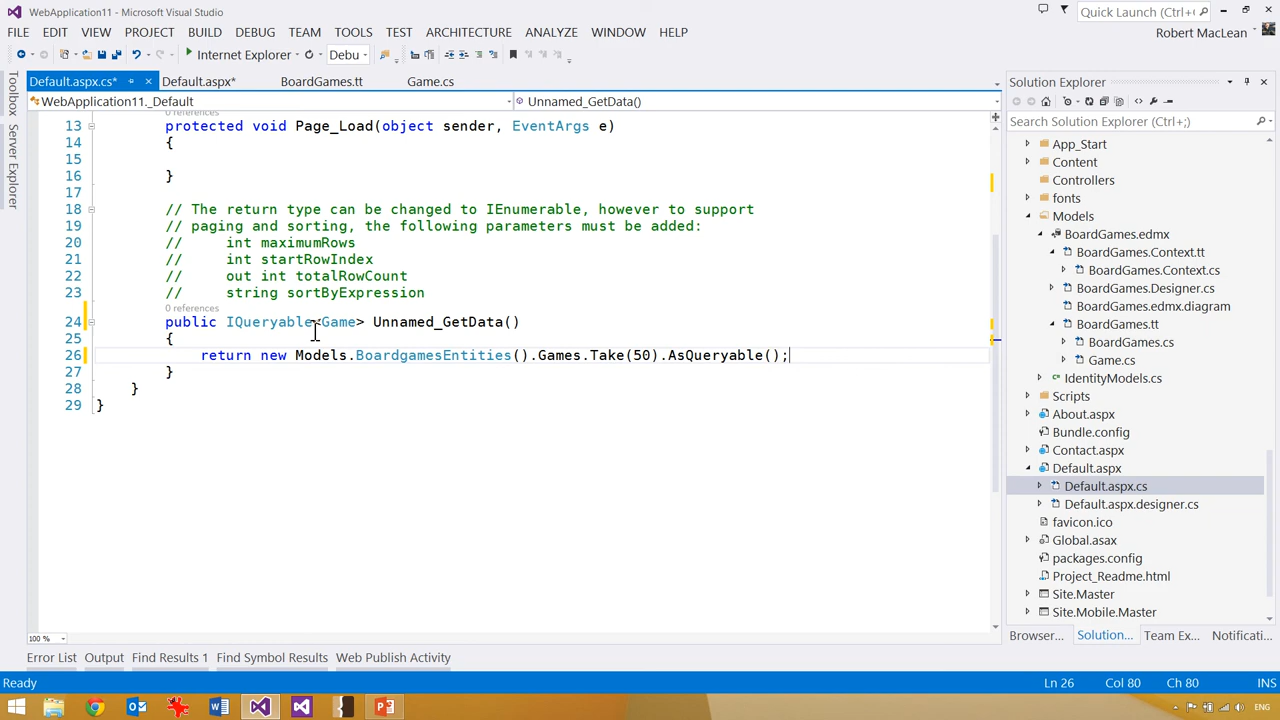 WebApplication11 - Microsoft Visual Studio
Quick Launch (Ctrl+
FILE EDIT VIEW PROJECT BUILD DEBUG TEAM TOOLS TEST ARCHITECTURE ANALYZE WINDOW HELP
Robert MacLean
Internet Explorer
Debu
Default.aspx.cs*
Default.aspx*
BoardGames.tt
Game.cs
WebApplication11._Default
Unnamed_GetData()
0 references
13 protected void Page_Load(object sender, EventArgs e)
14 {
15
16 }
17
18 // The return type can be changed to IEnumerable, however to support
19 // paging and sorting, the following parameters must be added:
20 // int maximumRows
21 // int startRowIndex
22 // out int totalRowCount
23 // string sortByExpression
0 references
24 public IQueryable<Game> Unnamed_GetData()
25 {
26 return new Models.BoardgamesEntities().Games.Take(50).AsQueryable();
27 }
28 }
29 }
100 %
Toolbox
Server Explorer
Solution Explorer
Search Solution Explorer (Ctrl+;)
App_Start
Content
Controllers
fonts
Models
BoardGames.edmx
BoardGames.Context.tt
BoardGames.Context.cs
BoardGames.Designer.cs
BoardGames.edmx.diagram
BoardGames.tt
BoardGames.cs
Game.cs
IdentityModels.cs
Scripts
About.aspx
Bundle.config
Contact.aspx
Default.aspx
Default.aspx.cs
Default.aspx.designer.cs
favicon.ico
Global.asax
packages.config
Project_Readme.html
Site.Master
Site.Mobile.Master
Browser...
Solution...
Team Ex...
Notificati...
Error List Output Find Results 1 Find Symbol Results Web Publish Activity
Ready
Ln 26 Col 80 Ch 80 INS
ENG